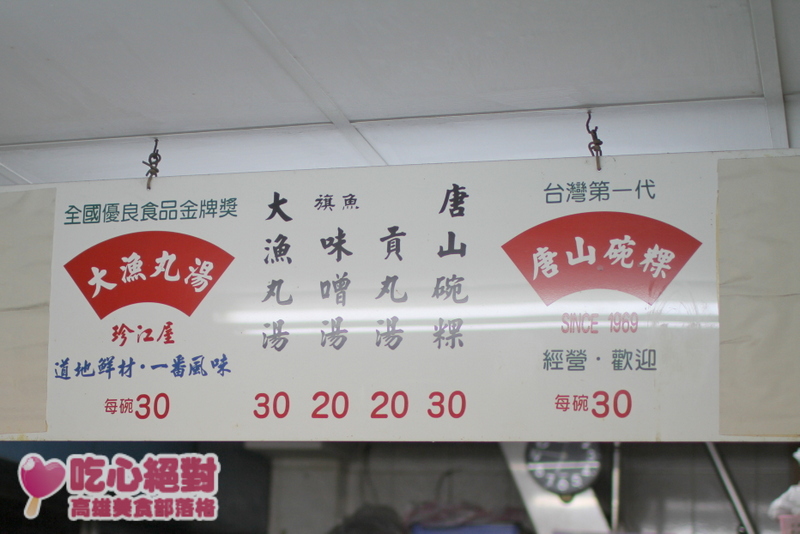 全國優良食品金牌獎
大漁丸湯
珍江屋
道地鮮材·一番風味
每碗30
大漁丸湯
30
旗魚
味噌湯
20
貢丸湯
20
唐山碗粿
30
台灣第一代
唐山碗粿
SINCE 1969
經營·歡迎
每碗30
吃心絕對
高雄美食部落格